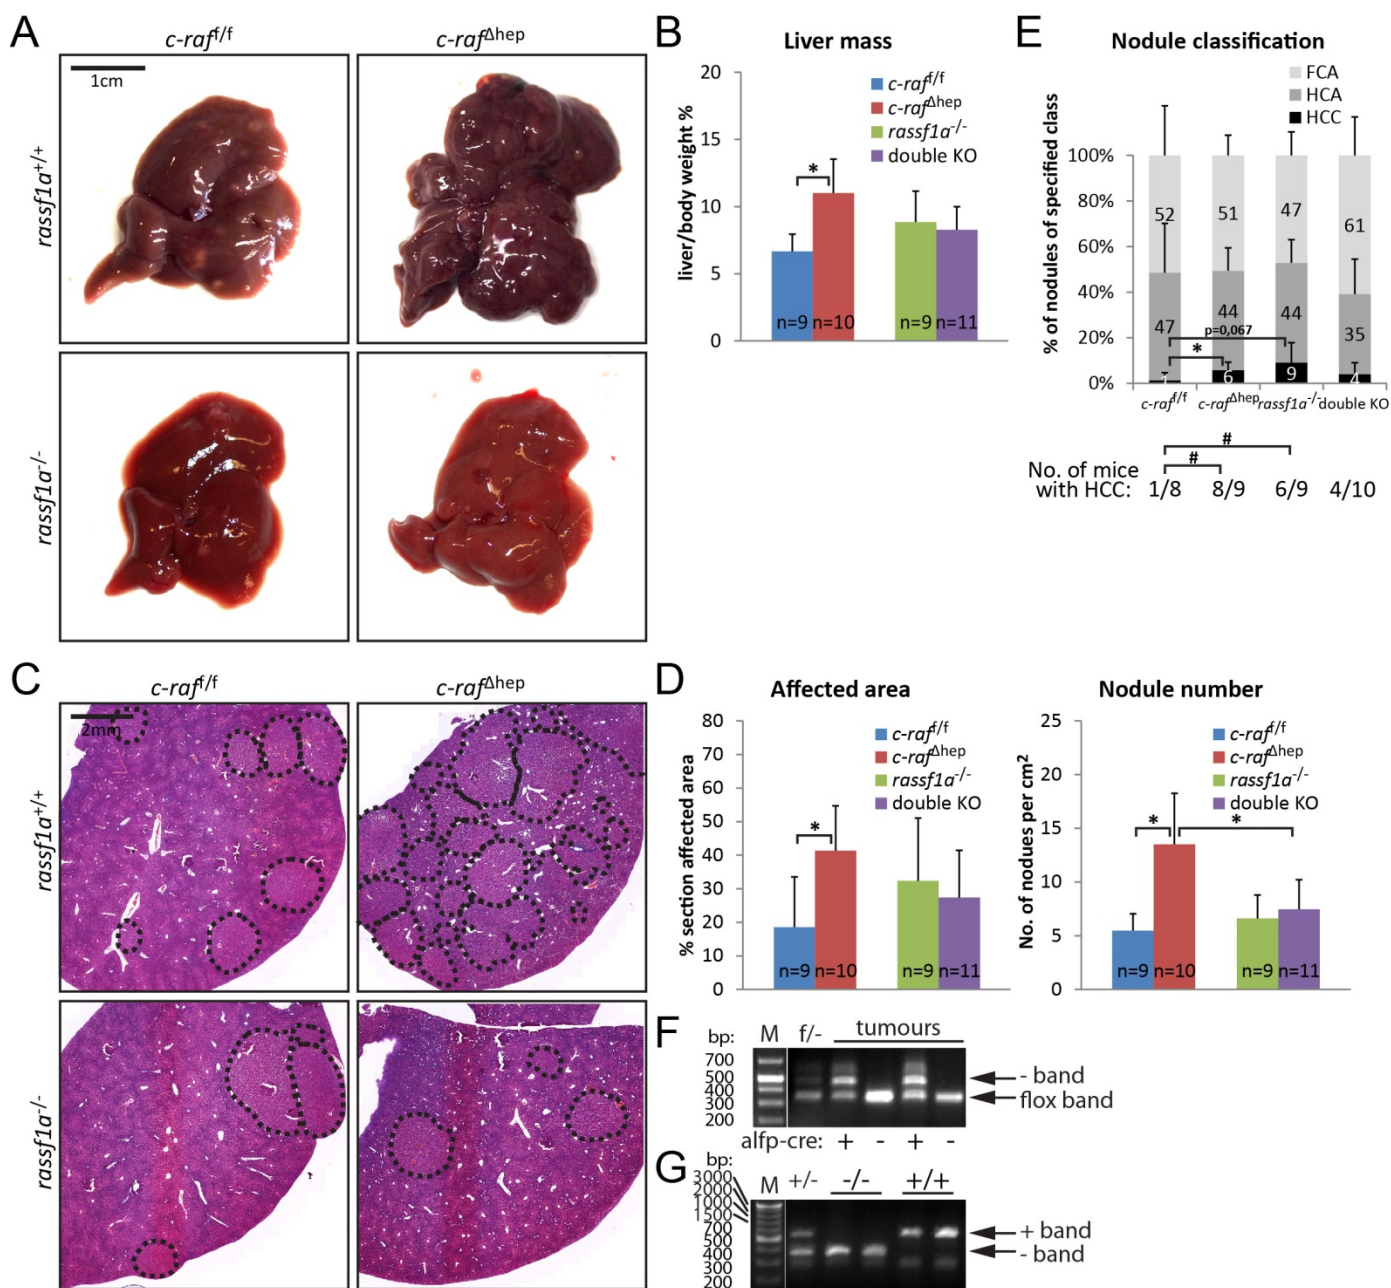 A
c-raf^f/f
c-raf^Δhep
1cm
rassf1a^+/+
rassf1a^-/-
B
Liver mass
liver/body weight %
20
15
10
5
0
c-raf^f/f
c-raf^Δhep
rassf1a^-/-
double KO
*
n=9 n=10 n=9 n=11
E
Nodule classification
FCA
HCA
HCC
% of nodules of specified class
100%
80%
60%
40%
20%
0%
52 51 47 61
47 44 44 35
p=0,067
*
1 6 9 4
c-raf^f/f c-raf^Δhep rassf1a^-/- double KO
#
#
No. of mice
with HCC: 1/8 8/9 6/9 4/10
C
c-raf^f/f
c-raf^Δhep
2mm
rassf1a^+/+
rassf1a^-/-
D
Affected area
% section affected area
80
70
60
50
40
30
20
10
0
c-raf^f/f
c-raf^Δhep
rassf1a^-/-
double KO
*
n=9 n=10 n=9 n=11
Nodule number
No. of nodues per cm²
25
20
15
10
5
0
c-raf^f/f
c-raf^Δhep
rassf1a^-/-
double KO
* *
n=9 n=10 n=9 n=11
F
bp: M f/- tumours
700
500
400
300
200
- band
flox band
alfp-cre: + - + -
G
bp: M +/- -/- +/+
3000
2000
1000
1500
700
500
400
300
200
+ band
- band